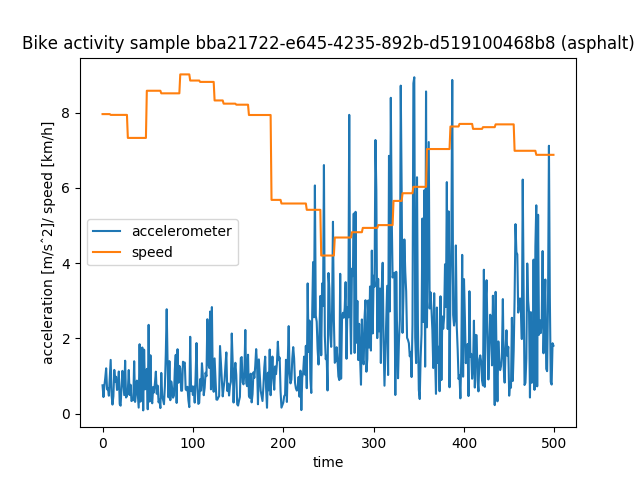 Bike activity sample bba21722-e645-4235-892b-d519100468b8 (asphalt)
acceleration [m/s^2]/ speed [km/h]
8
6
4
2
0
accelerometer
speed
0
100
200
300
400
500
time